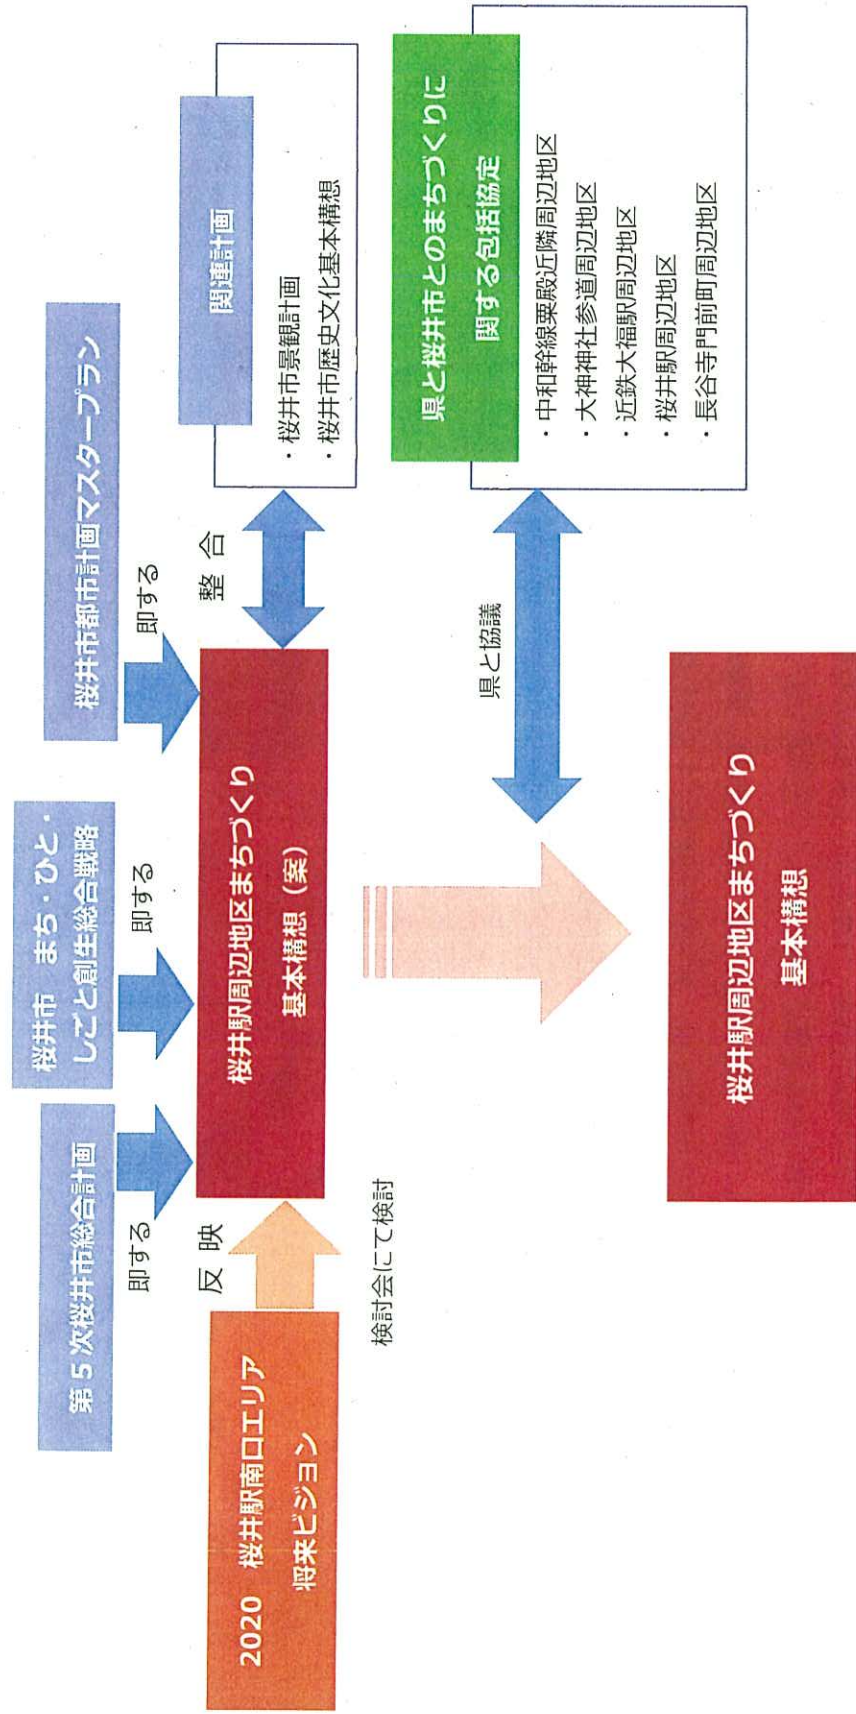 第5次桜井市総合計画
桜井市 まち・ひと・
しごと創生総合戦略
桜井市都市計画マスタープラン
即する
即する
即する
2020 桜井駅南口エリア
将来ビジョン
反 映
桜井駅周辺地区まちづくり
基本構想（案）
整 合
関連計画
・桜井市景観計画
・桜井市歴史文化基本構想
検討会にて検討
県と協議
県と桜井市とのまちづくりに
関する包括協定
・中和幹線粟殿近隣周辺地区
・大神神社参道周辺地区
・近鉄大福駅周辺地区
・桜井駅周辺地区
・長谷寺門前町周辺地区
桜井駅周辺地区まちづくり
基本構想